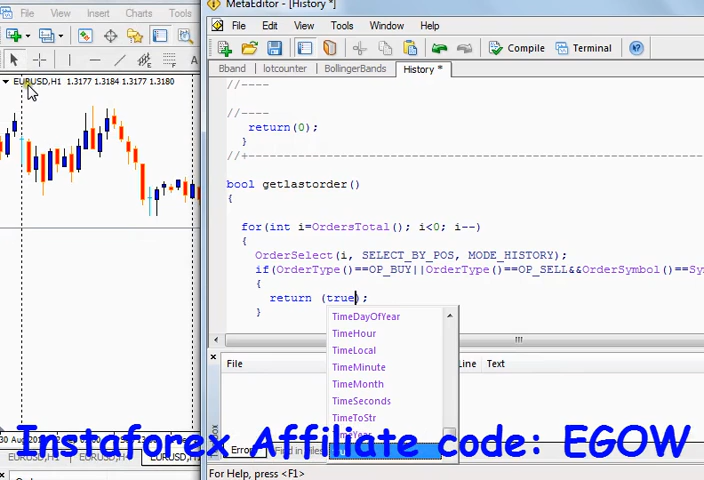 MetaEditor - [History *]
File View Insert Charts Tools
File Edit View Tools Window Help
Compile Terminal
A
EURUSD,H1 1.3177 1.3184 1.3177 1.3180
Bband lotcounter BollingerBands History *
//----
//----
return(0);
}
//+
bool getlastorder()
{
for(int i=OrdersTotal(); i<0; i--)
{
OrderSelect(i, SELECT_BY_POS, MODE_HISTORY);
if(OrderType()==OP_BUY||OrderType()==OP_SELL&&OrderSymbol()==Sy
{
return (true);
}
TimeDayOfYear
TimeHour
TimeLocal
TimeMinute
TimeMonth
TimeSeconds
TimeToStr
TimeYear
File Line Text
Instaforex Affiliate code: EGOW
For Help, press <F1>